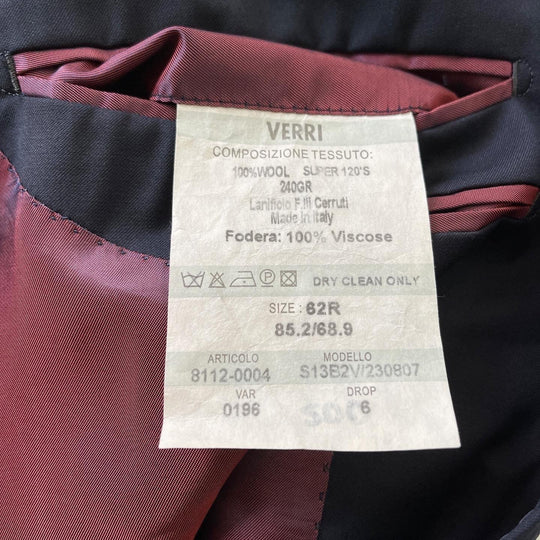 VERRI
COMPOSIZIONE TESSUTO:
100%WOOL SUPER 120'S
240GR
Lanificio F.lli Cerruti
Made in Italy
Fodera: 100% Viscose
P DRY CLEAN ONLY
SIZE : 62R
85.2/68.9
ARTICOLO MODELLO
8112-0004 S13B2V/230807
VAR DROP
0196 6